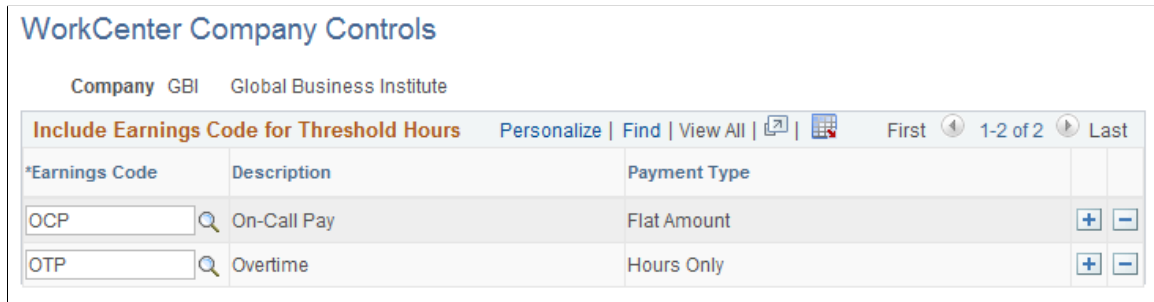 WorkCenter Company Controls
Company GBI Global Business Institute
Include Earnings Code for Threshold Hours Personalize | Find | View All | | First 1-2 of 2 Last
*Earnings Code Description Payment Type
OCP On-Call Pay Flat Amount
OTP Overtime Hours Only